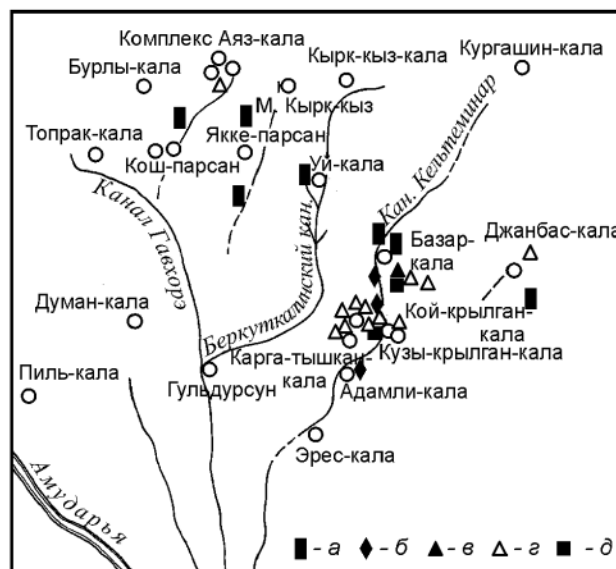 Комплекс Аяз-кала
Кырк-кыз-кала
Кургашин-кала
Бурлы-кала
М.
Кырк-кыз
Топрак-кала
Якке-парсан
Кош-парсан
Уй-кала
Канал Гавхорэ
Беркуткалинский кан.
Кан. Кельтеминар
Базар-
кала
Джанбас-кала
Думан-кала
Кой-крылган-
кала
Карга-тышкан-
кала
Кузы-крылган-кала
Пиль-кала
Гульдурсун
Адамли-кала
Эрес-кала
Амударья
- а - б - в - г - д